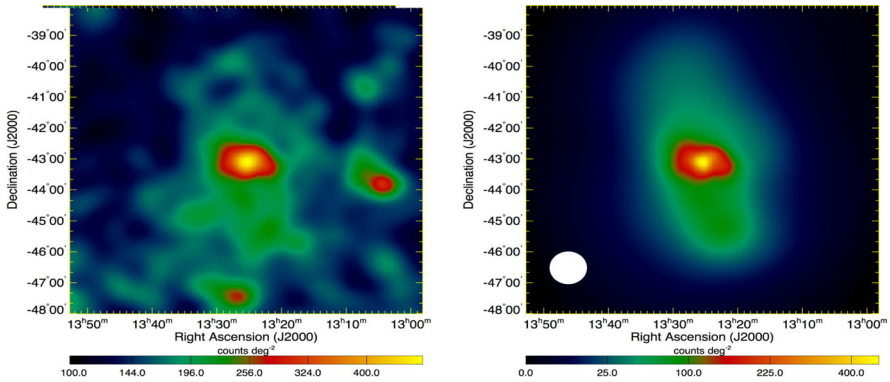 -39°00'
-40°00'
-41°00'
-42°00'
-43°00'
-44°00'
-45°00'
-46°00'
-47°00'
-48°00'
Declination (J2000)
13ʰ50ᵐ 13ʰ40ᵐ 13ʰ30ᵐ 13ʰ20ᵐ 13ʰ10ᵐ 13ʰ00ᵐ
Right Ascension (J2000)
counts deg⁻²
100.0 144.0 196.0 256.0 324.0 400.0
-39°00'
-40°00'
-41°00'
-42°00'
-43°00'
-44°00'
-45°00'
-46°00'
-47°00'
-48°00'
Declination (J2000)
13ʰ50ᵐ 13ʰ40ᵐ 13ʰ30ᵐ 13ʰ20ᵐ 13ʰ10ᵐ 13ʰ00ᵐ
Right Ascension (J2000)
counts deg⁻²
0.0 25.0 100.0 225.0 400.0